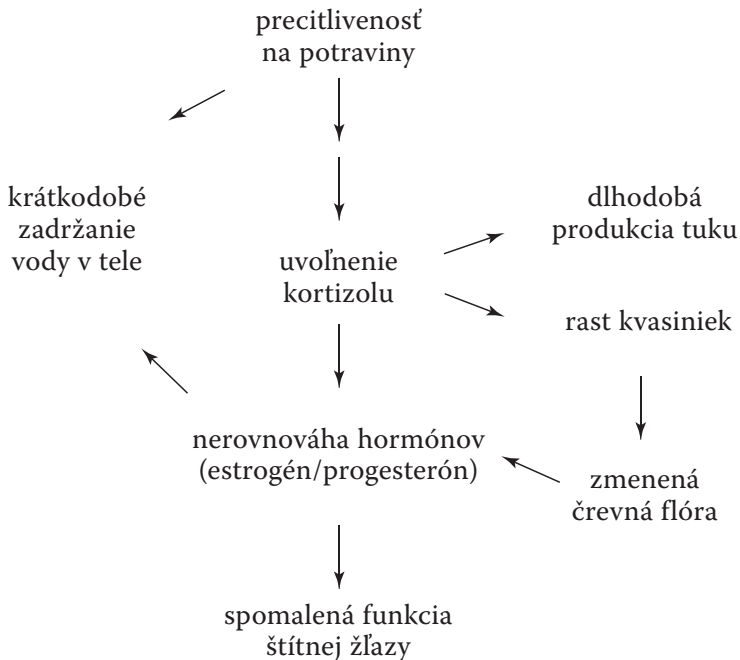 precitlivenosť
na potraviny
krátkodobé
zadržanie
vody v tele
uvoľnenie
kortizolu
dlhodobá
produkcia tuku
rast kvasiniek
nerovnováha hormónov
(estrogén/progesterón)
zmenená
črevná flóra
spomalená funkcia
štítnej žľazy